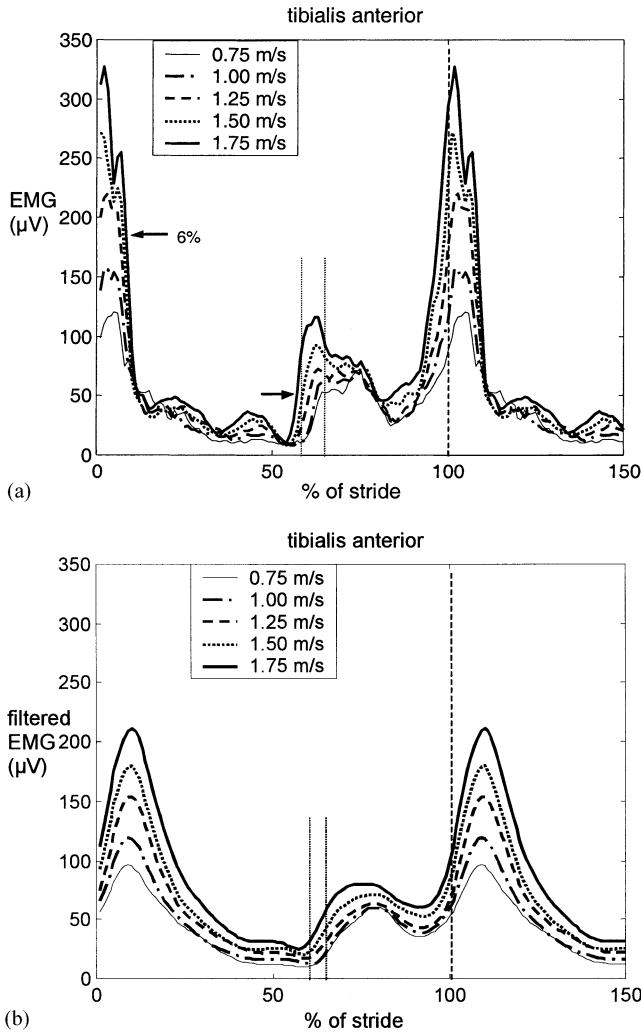 tibialis anterior
350
300
250
200
150
100
50
0
EMG
(μV)
0.75 m/s
1.00 m/s
1.25 m/s
1.50 m/s
1.75 m/s
6%
0
50
100
150
% of stride
(a)
tibialis anterior
350
300
250
200
150
100
50
0
filtered
EMG
(μV)
0.75 m/s
1.00 m/s
1.25 m/s
1.50 m/s
1.75 m/s
0
50
100
150
% of stride
(b)